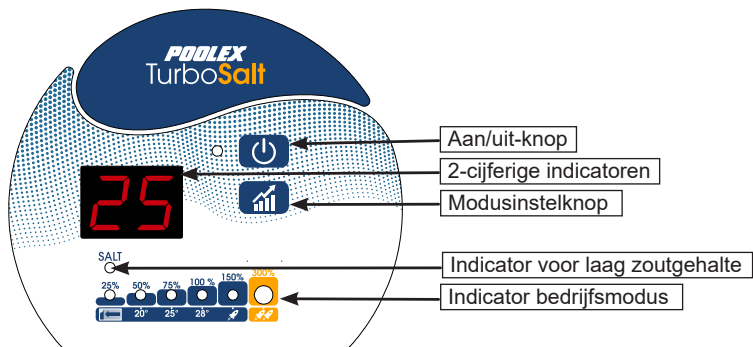 POOLEX
TurboSalt
Aan/uit-knop
2-cijferige indicatoren
25
Modusinstelknop
SALT
Indicator voor laag zoutgehalte
25% 50% 75% 100 % 150% 300%
Indicator bedrijfsmodus
20° 25° 28°